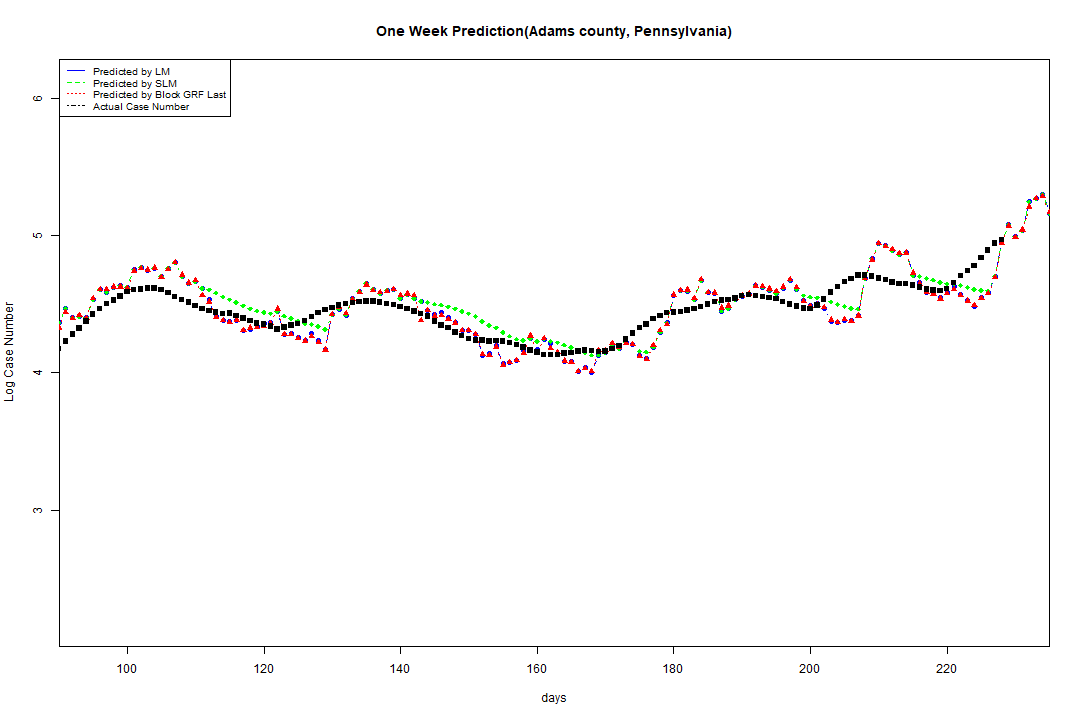 One Week Prediction(Adams county, Pennsylvania)
Predicted by LM
Predicted by SLM
Predicted by Block GRF Last
Actual Case Number
6
5
4
3
Log Case Number
100 120 140 160 180 200 220
days